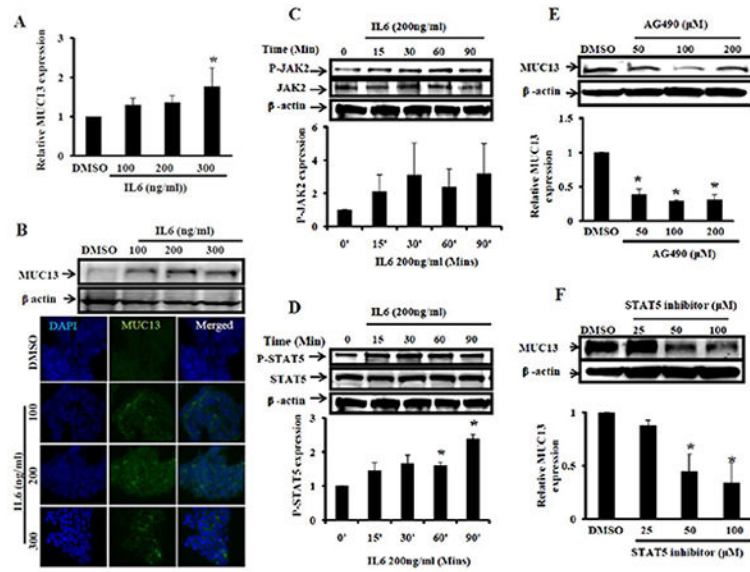 A
Relative MUC13 expression
3
2
1
0
*
DMSO 100 200 300
IL6 (ng/ml))
B
IL6 (ng/ml)
DMSO 100 200 300
MUC13
β actin
DAPI MUC13 Merged
DMSO
100
200
300
IL6 (ng/ml)
C
IL6 (200ng/ml)
Time (Min) 0 15 30 60 90
P-JAK2
JAK2
β-actin
P-JAK2 expression
6
4
2
0
0' 15' 30' 60' 90'
IL6 200ng/ml (Mins)
D
IL6 (200ng/ml)
Time (Min) 0 15 30 60 90
P-STAT5
STAT5
β-actin
P-STAT5 expression
3
2
1
0
* *
0' 15' 30' 60' 90'
IL6 200ng/ml (Mins)
E
AG490 (µM)
DMSO 50 100 200
MUC13
β-actin
Relative MUC13 expression
1.5
1
0.5
0
* * *
DMSO 50 100 200
AG490 (µM)
F
STAT5 inhibitor (µM)
DMSO 25 50 100
MUC13
β-actin
Relative MUC13 expression
1
0.5
0
* *
DMSO 25 50 100
STAT5 inhibitor (µM)